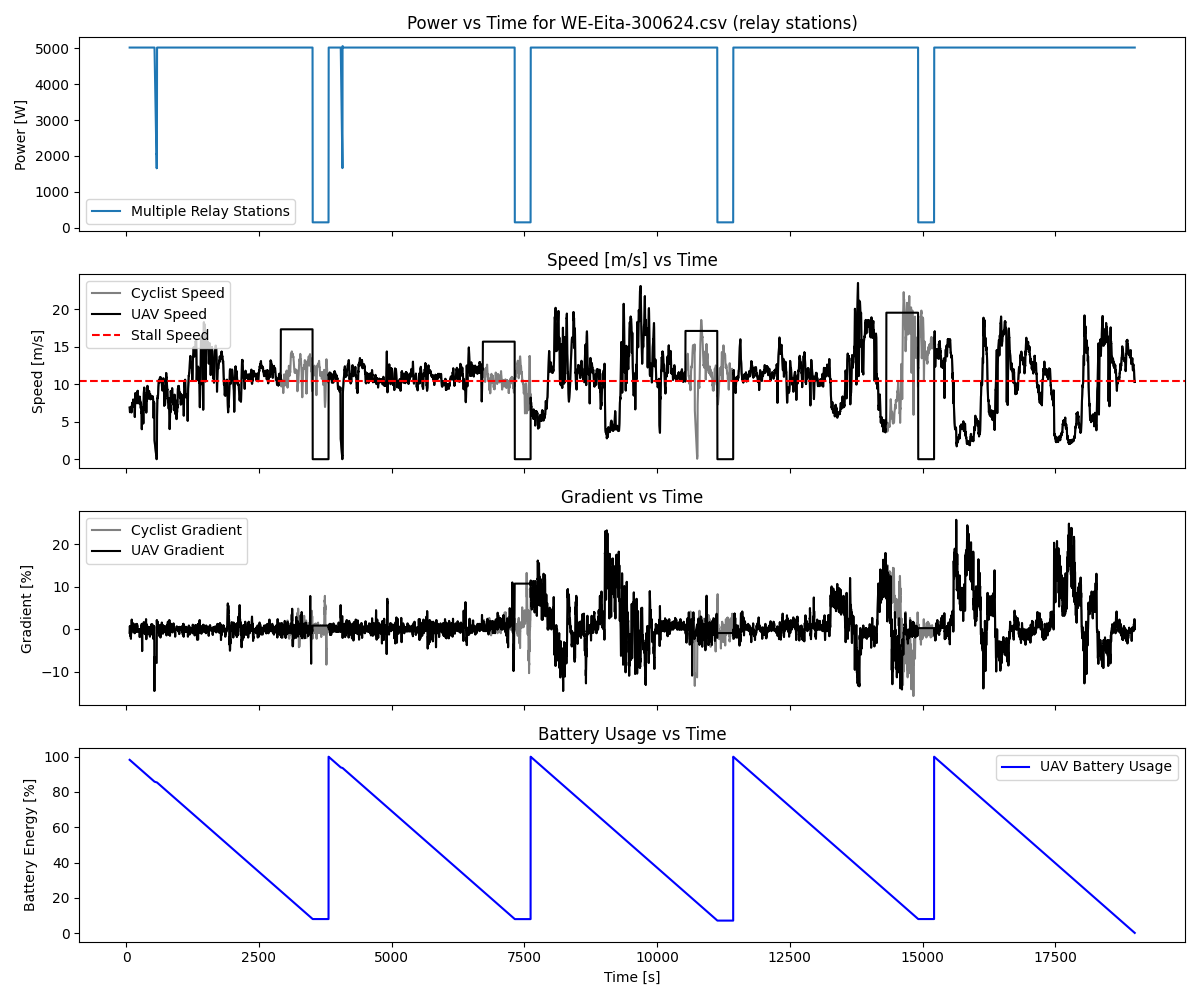 Power vs Time for WE-Eita-300624.csv (relay stations)
5000
4000
3000
2000
1000
0
Power [W]
Multiple Relay Stations
Speed [m/s] vs Time
20
15
10
5
0
Speed [m/s]
Cyclist Speed
UAV Speed
Stall Speed
Gradient vs Time
20
10
0
−10
Gradient [%]
Cyclist Gradient
UAV Gradient
Battery Usage vs Time
100
80
60
40
20
0
Battery Energy [%]
UAV Battery Usage
0 2500 5000 7500 10000 12500 15000 17500
Time [s]